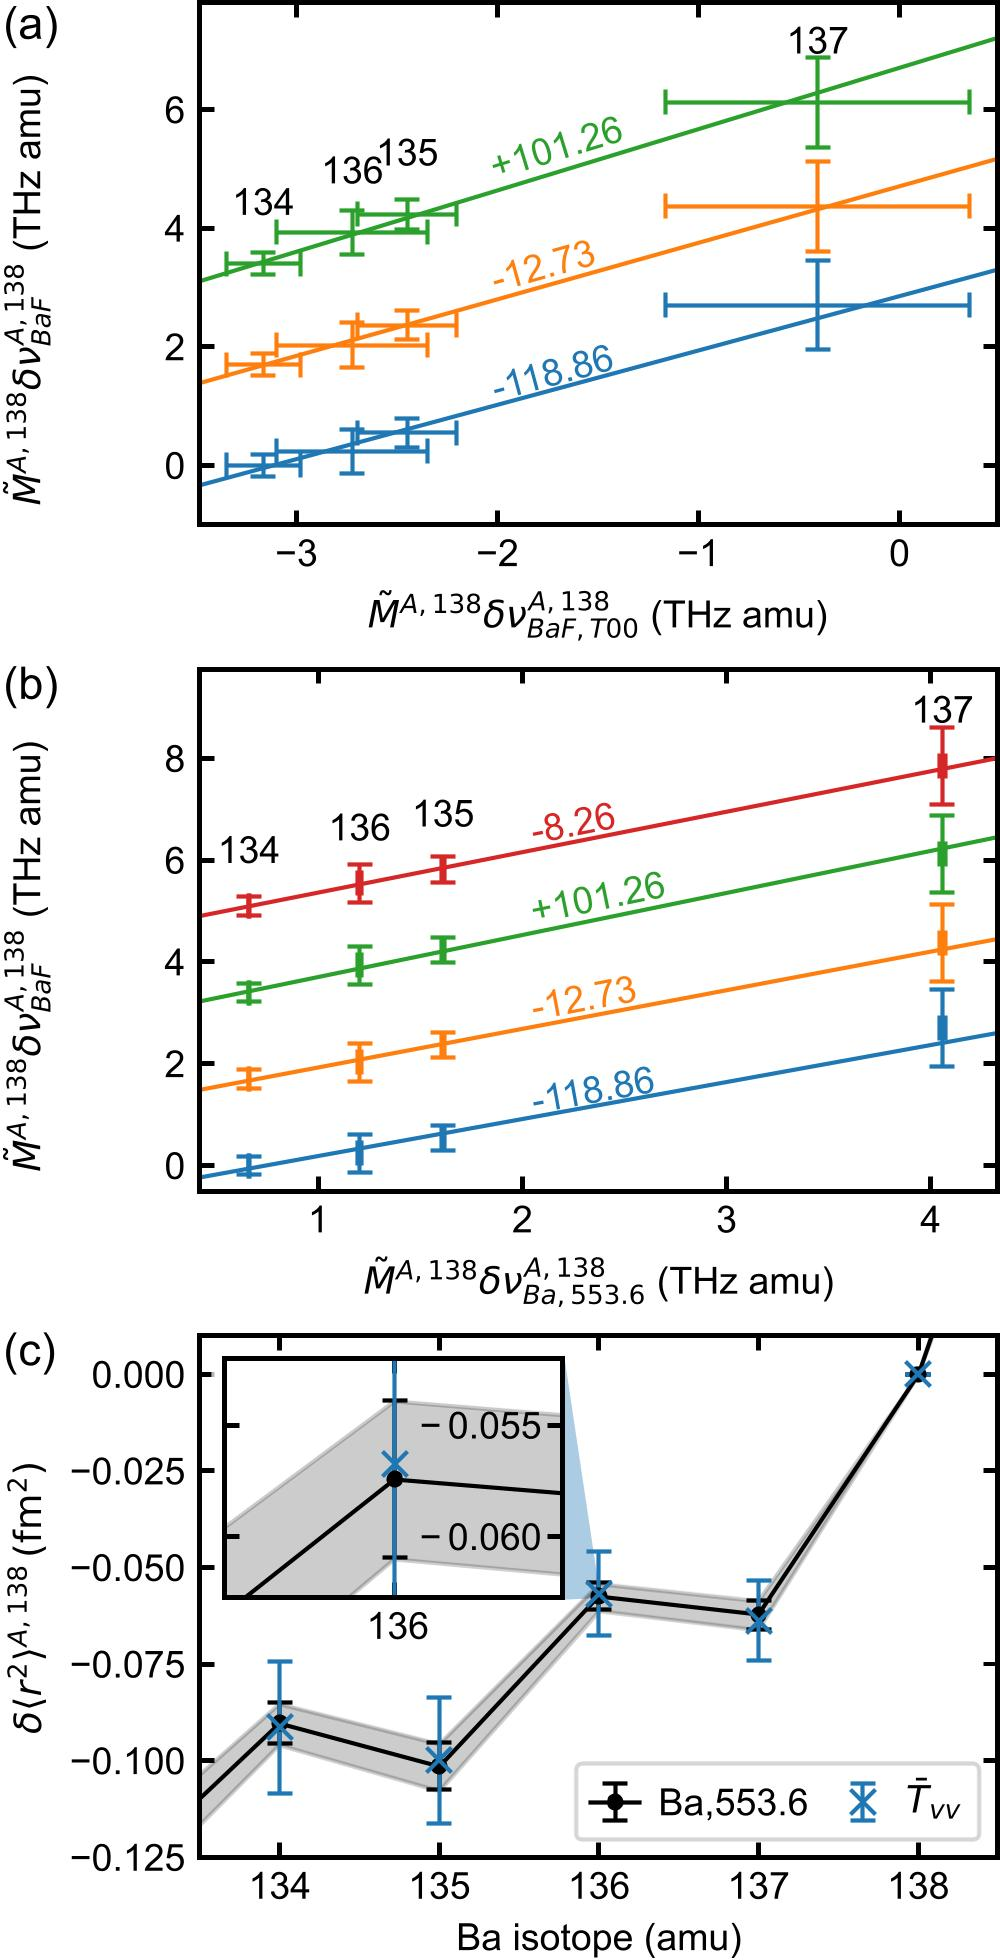 (a)
137
6
+101.26
136
135
134
4
-12.73
2
-118.86
0
M̃^{A, 138}δν_{BaF}^{A, 138} (THz amu)
−3 −2 −1 0
M̃^{A, 138}δν_{BaF, T00}^{A, 138} (THz amu)
(b)
137
8
-8.26
135
136
134
6
+101.26
4
-12.73
2
-118.86
0
M̃^{A, 138}δν_{BaF}^{A, 138} (THz amu)
1 2 3 4
M̃^{A, 138}δν_{Ba, 553.6}^{A, 138} (THz amu)
(c)
0.000
−0.025
−0.050
−0.075
−0.100
−0.125
δ⟨r²⟩^{A, 138} (fm²)
−0.055
−0.060
136
Ba,553.6
T̄_{vv}
134 135 136 137 138
Ba isotope (amu)